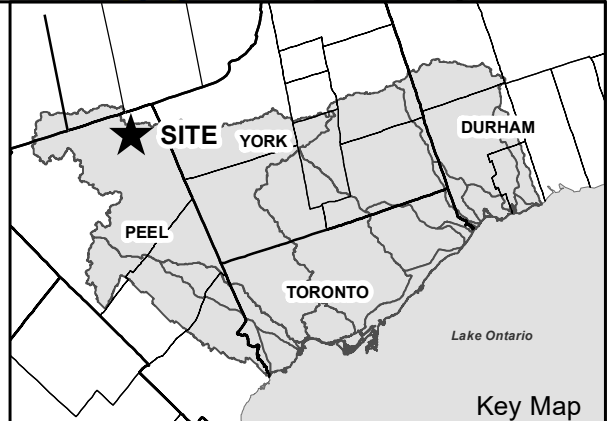 SITE
YORK
DURHAM
PEEL
TORONTO
Lake Ontario
Key Map